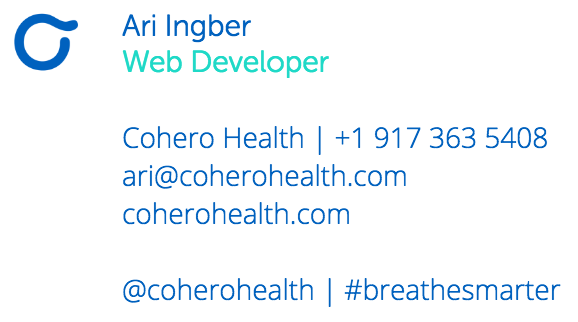 Ari Ingber
Web Developer
Cohero Health | +1 917 363 5408
ari@coherohealth.com
coherohealth.com
@coherohealth | #breathesmarter